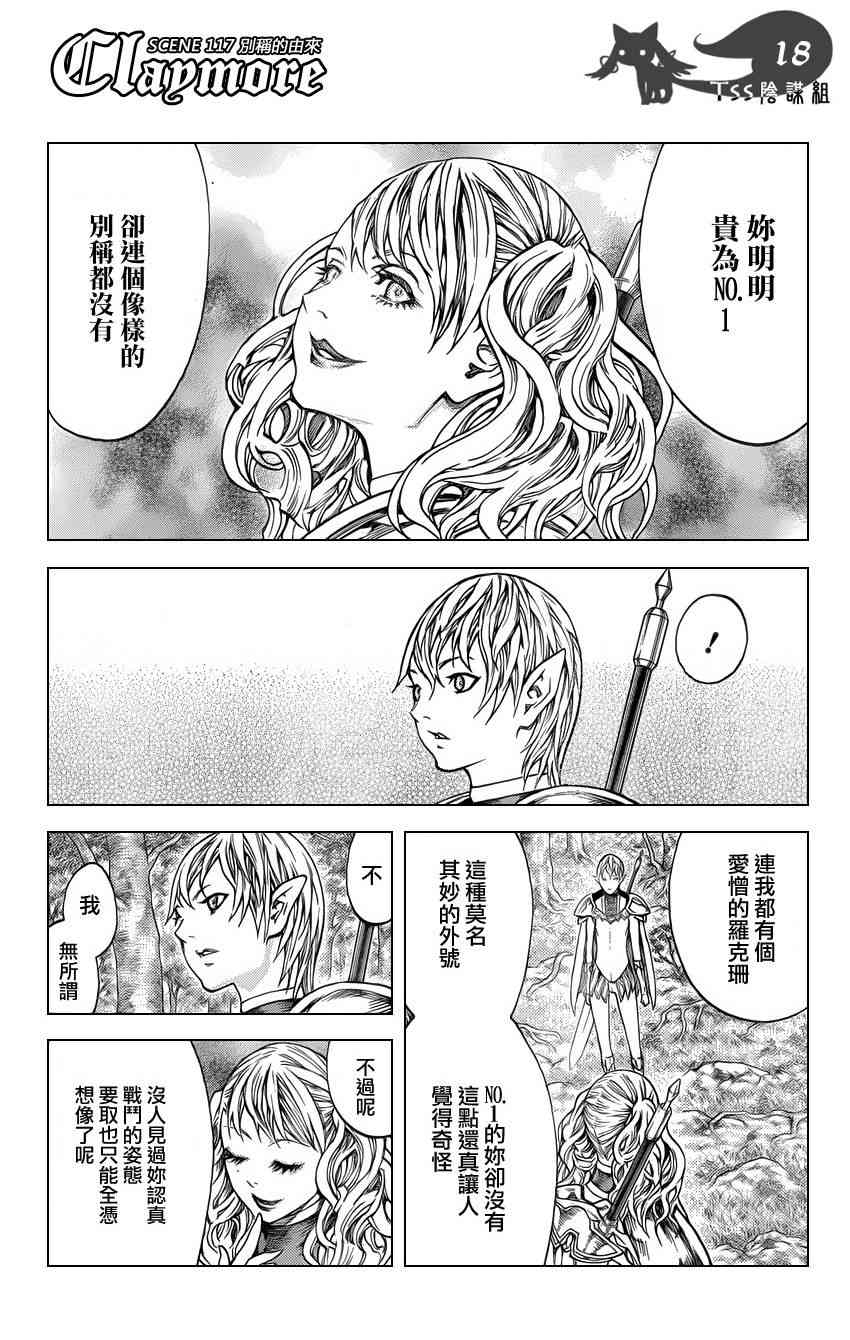 SCENE 117 別稱的由來
Claymore
18
Tss陰謀組
妳明明
貴為NO.1
卻連個像樣的
別稱都沒有
！
連我都有個
愛憎的羅克珊
這種莫名
其妙的外號
NO.1的妳卻沒有
這點還真讓人
覺得奇怪
不
我
無所謂
不過呢
沒人見過妳認真
戰鬥的姿態
要取也只能全憑
想像了呢